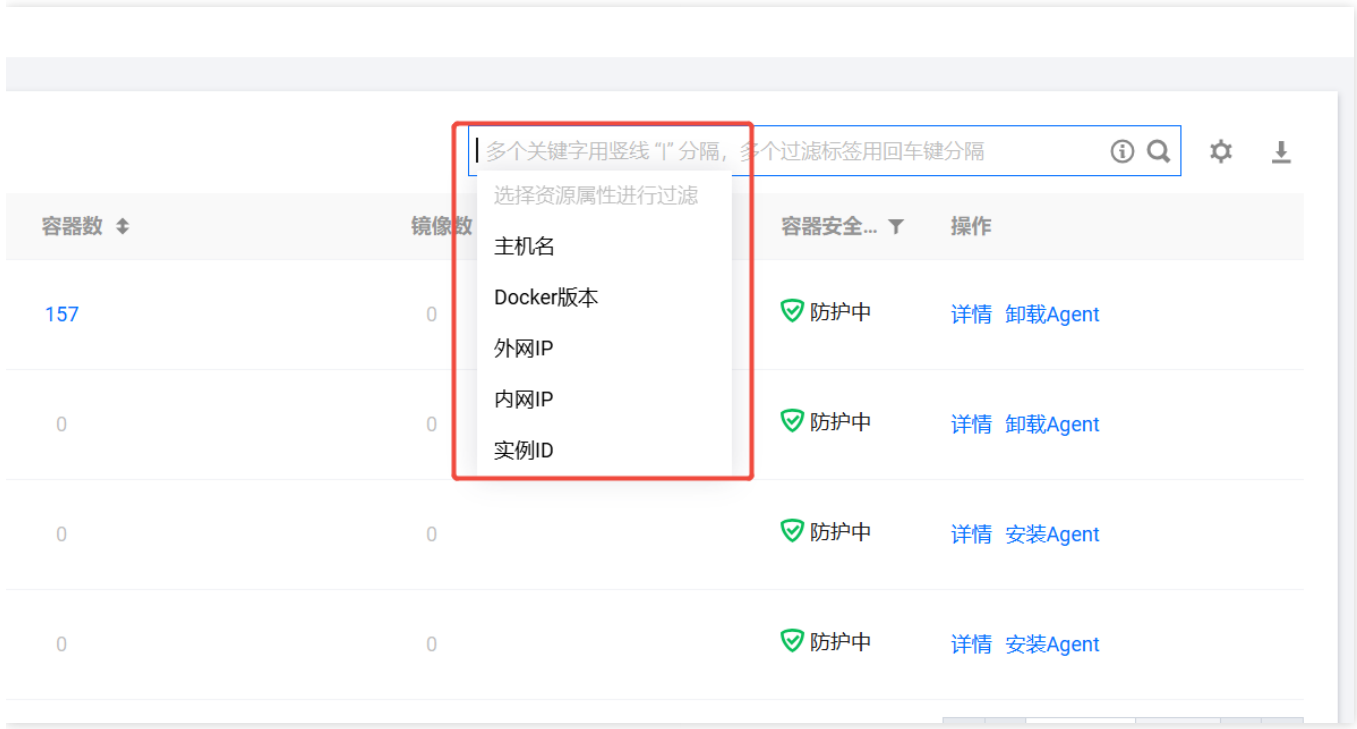 多个关键字用竖线 “|” 分隔，多个过滤标签用回车键分隔
选择资源属性进行过滤
主机名
Docker版本
外网IP
内网IP
实例ID
容器数 镜像数 容器安全... 操作
157 0 防护中 详情 卸载Agent
0 0 防护中 详情 卸载Agent
0 0 防护中 详情 安装Agent
0 0 防护中 详情 安装Agent